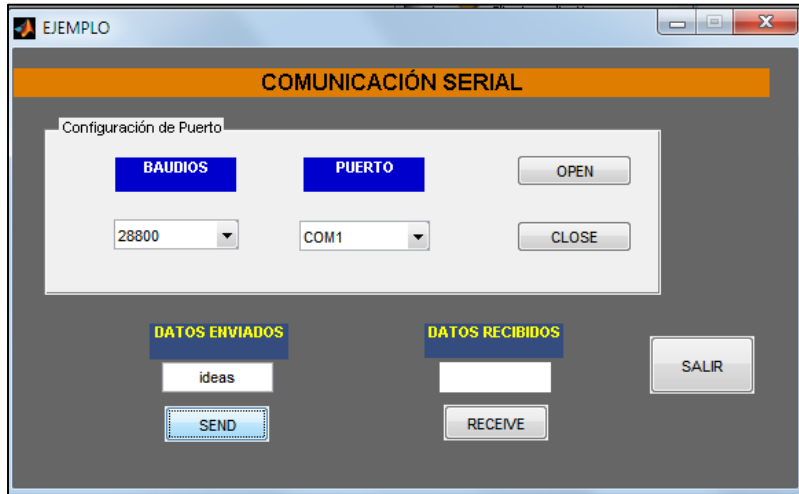 EJEMPLO
COMUNICACIÓN SERIAL
Configuración de Puerto
BAUDIOS PUERTO OPEN
28800 COM1 CLOSE
DATOS ENVIADOS DATOS RECIBIDOS
ideas SALIR
SEND RECEIVE